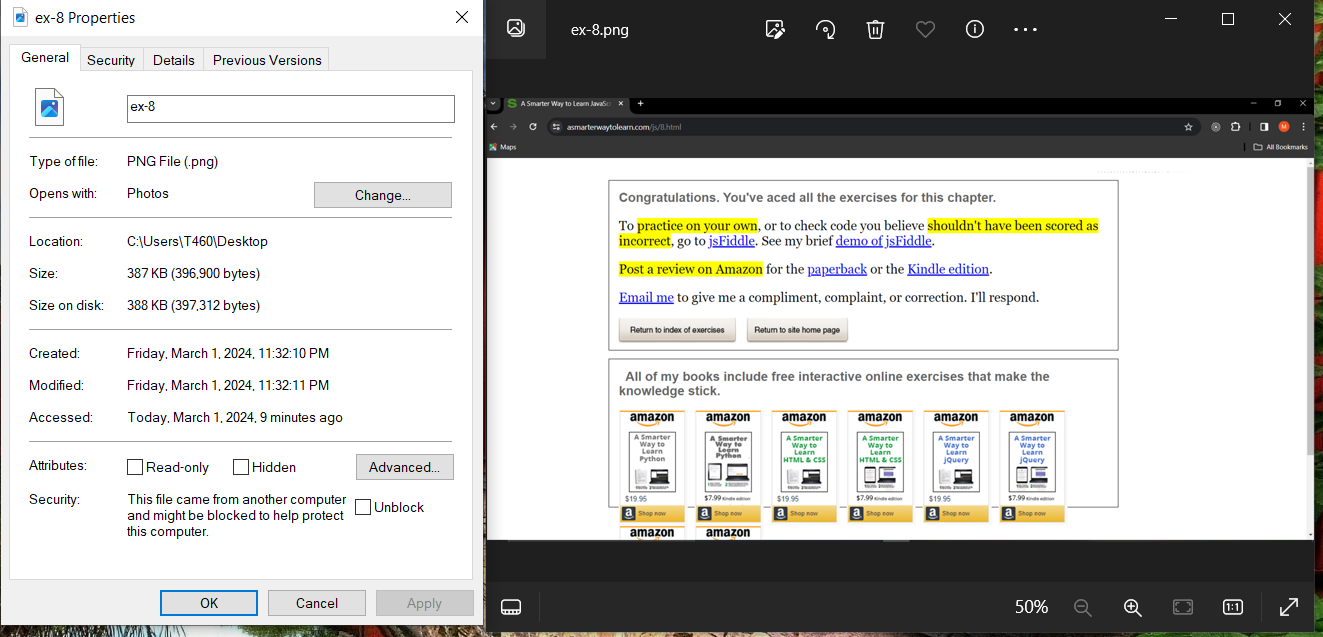 ex-8 Properties
General
Security
Details
Previous Versions
ex-8
Type of file:
PNG File (.png)
Opens with:
Photos
Change...
Location:
C:\Users\T460\Desktop
Size:
387 KB (396,900 bytes)
Size on disk:
388 KB (397,312 bytes)
Created:
Friday, March 1, 2024, 11:32:10 PM
Modified:
Friday, March 1, 2024, 11:32:11 PM
Accessed:
Today, March 1, 2024, 9 minutes ago
Attributes:
Read-only
Hidden
Advanced...
Security:
This file came from another computer
and might be blocked to help protect
this computer.
Unblock
OK
Cancel
Apply
ex-8.png
A Smarter Way to Learn JavaSc
asmarterwaytolearn.com/js/8.html
M
Maps
All Bookmarks
Congratulations. You've aced all the exercises for this chapter.
To practice on your own, or to check code you believe shouldn't have been scored as
incorrect, go to jsFiddle. See my brief demo of jsFiddle.
Post a review on Amazon for the paperback or the Kindle edition.
Email me to give me a compliment, complaint, or correction. I'll respond.
Return to index of exercises
Return to site home page
All of my books include free interactive online exercises that make the
knowledge stick.
amazon
A Smarter
Way to
Learn
Python
$19.95
a Shop now
amazon
A Smarter
Way to
Learn
Python
$7.99 Kindle edition
a Shop now
amazon
A Smarter
Way to
Learn
HTML & CSS
$19.95
a Shop now
amazon
A Smarter
Way to
Learn
HTML & CSS
$7.99 Kindle edition
a Shop now
amazon
A Smarter
Way to
Learn
jQuery
$19.95
a Shop now
amazon
A Smarter
Way to
Learn
jQuery
$7.99 Kindle edition
a Shop now
amazon
amazon
50%
1:1